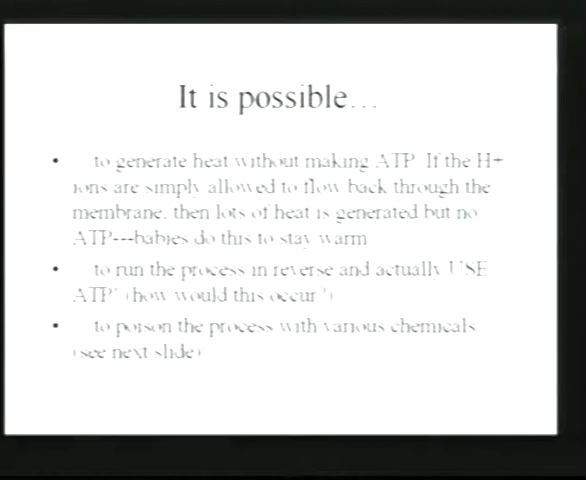 It is possible...
• to generate heat without making ATP. If the H+
ions are simply allowed to flow back through the
membrane, then lots of heat is generated but no
ATP---babies do this to stay warm
• to run the process in reverse and actually USE
ATP! (how would this occur?)
• to poison the process with various chemicals
(see next slide)